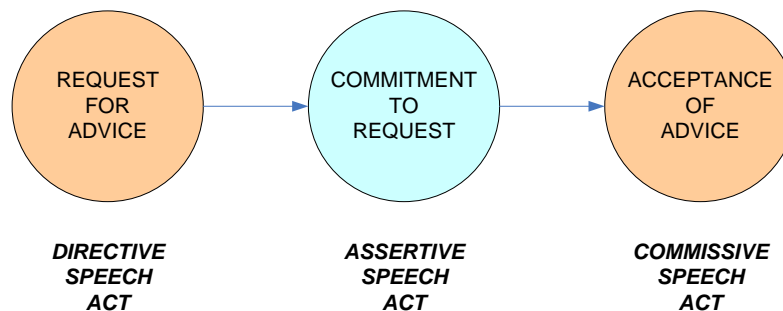 REQUEST
FOR
ADVICE
COMMITMENT
TO
REQUEST
ACCEPTANCE
OF
ADVICE
DIRECTIVE
SPEECH
ACT
ASSERTIVE
SPEECH
ACT
COMMISSIVE
SPEECH
ACT